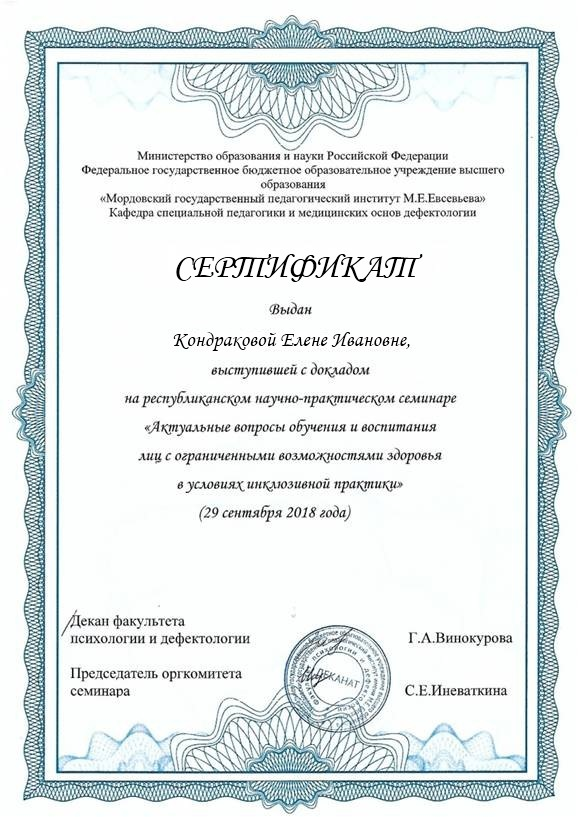 Министерство образования и науки Российской Федерации
Федеральное государственное бюджетное образовательное учреждение высшего
образования
«Мордовский государственный педагогический институт М.Е.Евсевьева»
Кафедра специальной педагогики и медицинских основ дефектологии
СЕРТИФИКАТ
Выдан
Кондраковой Елене Ивановне,
выступившей с докладом
на республиканском научно-практическом семинаре
«Актуальные вопросы обучения и воспитания
лиц с ограниченными возможностями здоровья
в условиях инклюзивной практики»
(29 сентября 2018 года)
Декан факультета
психологии и дефектологии Г.А.Винокурова
Председатель оргкомитета
семинара С.Е.Иневаткина
ДЕКАНАТ